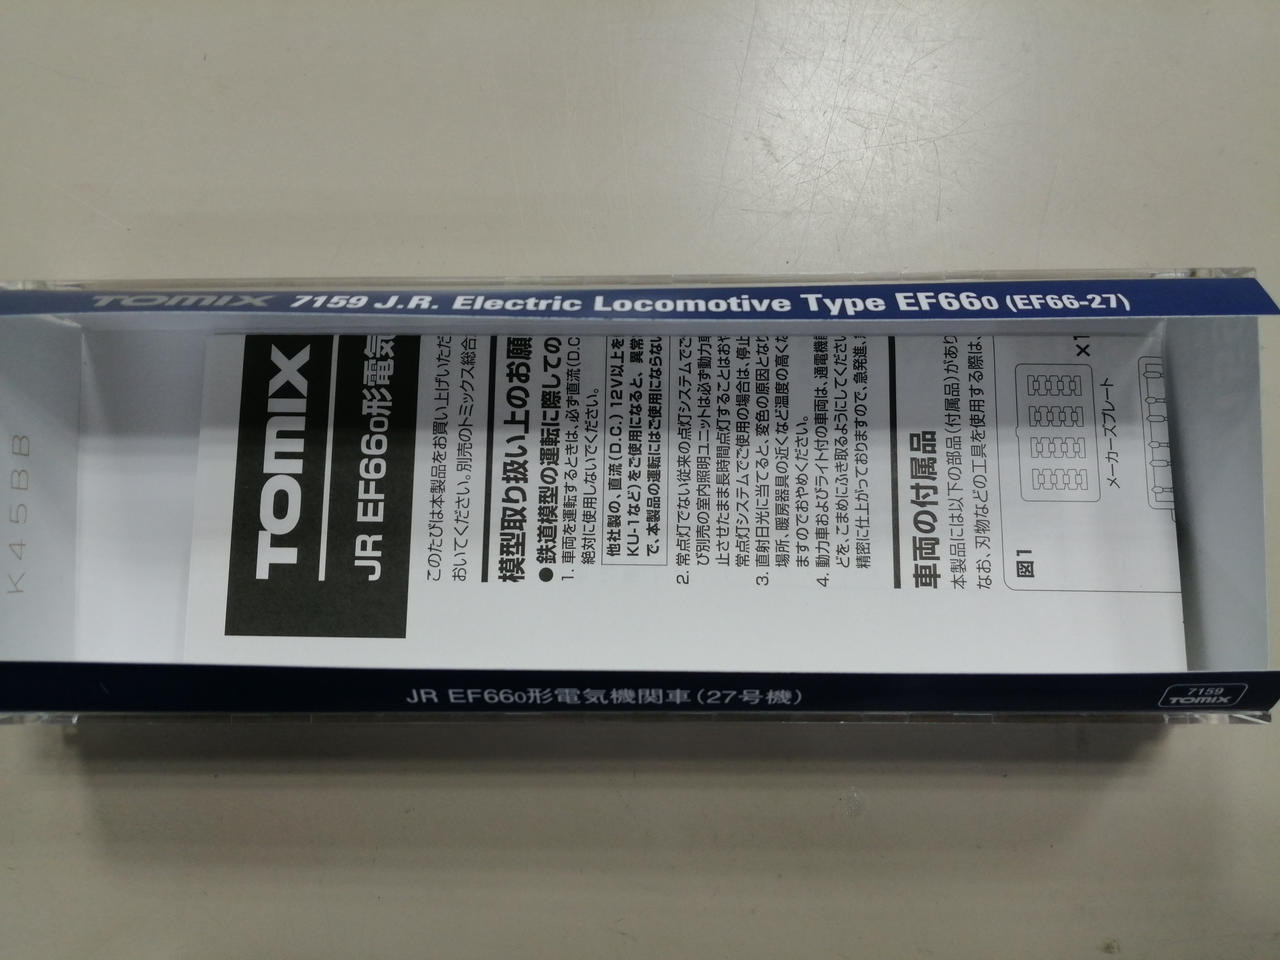 TOMIX 7159 J.R. Electric Locomotive Type EF660 (EF66-27)
K45BB
TOMIX
JR EF660形電気
このたびは本製品をお買い上げいただ
おいてください。別売のトミックス総合
模型取り扱い上のお願
●鉄道模型の運転に際しての
1. 車両を運転するときは、必ず直流(D.C
絶対に使用しないでください。
他社製の、直流(D.C.)12V以上を
KU-1など)をご使用になると、異常
で、本製品の運転にはご使用にならない
2. 常点灯でない従来の点灯システムでご
び別売の室内照明ユニットは必ず動力車
止させたまま長時間点灯することはおや
常点灯システムでご使用の場合は、停止
3. 直射日光に当てると、変色の原因となり
場所、暖房器具の近くなど温度の高くな
ますのでおやめください。
4. 動力車およびライト付の車両は、通電機
どを、こまめにふき取るようにしてください
精密に仕上がっておりますので、急発進、
車両の付属品
本製品には以下の部品(付属品)があり
なお、刃物などの工具を使用する際は、
図1
×1
メーカーズプレート
JR EF660形電気機関車(27号機)
7159
TOMIX